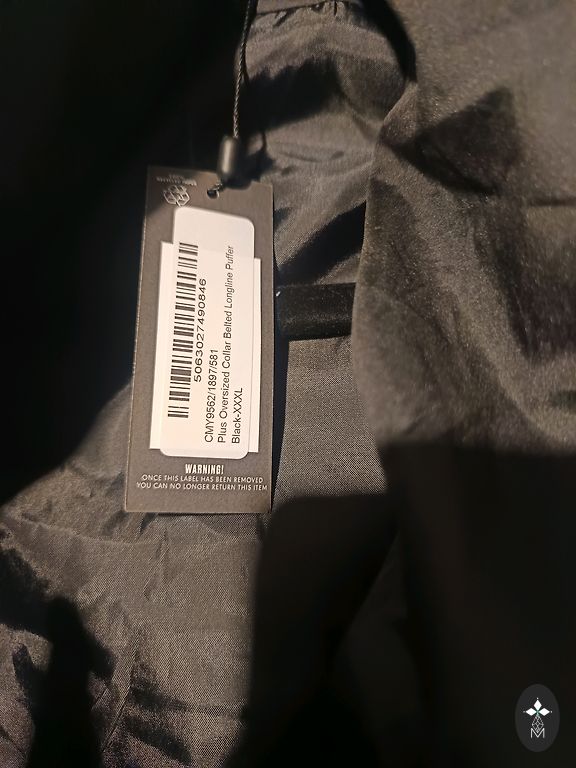 5063027490846
CMY9562/1897/581
Plus Oversized Collar Belted Longline Puffer
Black-XXXL
WARNING!
ONCE THIS LABEL HAS BEEN REMOVED
YOU CAN NO LONGER RETURN THIS ITEM